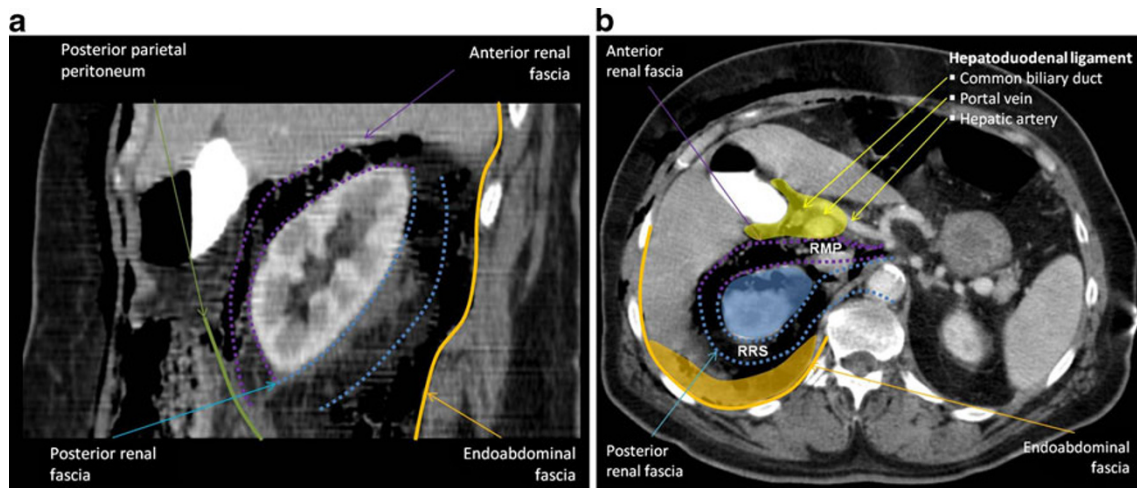 a
Posterior parietal
peritoneum
Anterior renal
fascia
Posterior renal
fascia
Endoabdominal
fascia
b
Anterior
renal fascia
Hepatoduodenal ligament
▪ Common biliary duct
▪ Portal vein
▪ Hepatic artery
RMP
RRS
Posterior
renal fascia
Endoabdominal
fascia